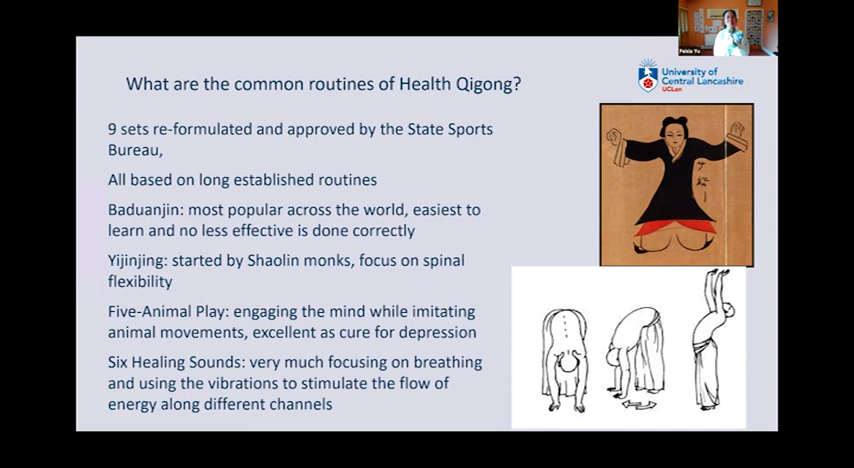 Feixia Yu
What are the common routines of Health Qigong?
University of
Central Lancashire
UCLan
9 sets re-formulated and approved by the State Sports
Bureau,
All based on long established routines
Baduanjin: most popular across the world, easiest to
learn and no less effective is done correctly
Yijinjing: started by Shaolin monks, focus on spinal
flexibility
Five-Animal Play: engaging the mind while imitating
animal movements, excellent as cure for depression
Six Healing Sounds: very much focusing on breathing
and using the vibrations to stimulate the flow of
energy along different channels